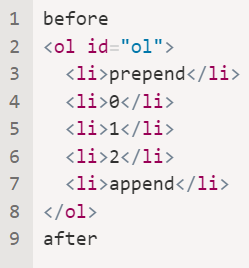 1 before
2 <ol id="ol">
3   <li>prepend</li>
4   <li>0</li>
5   <li>1</li>
6   <li>2</li>
7   <li>append</li>
8 </ol>
9 after